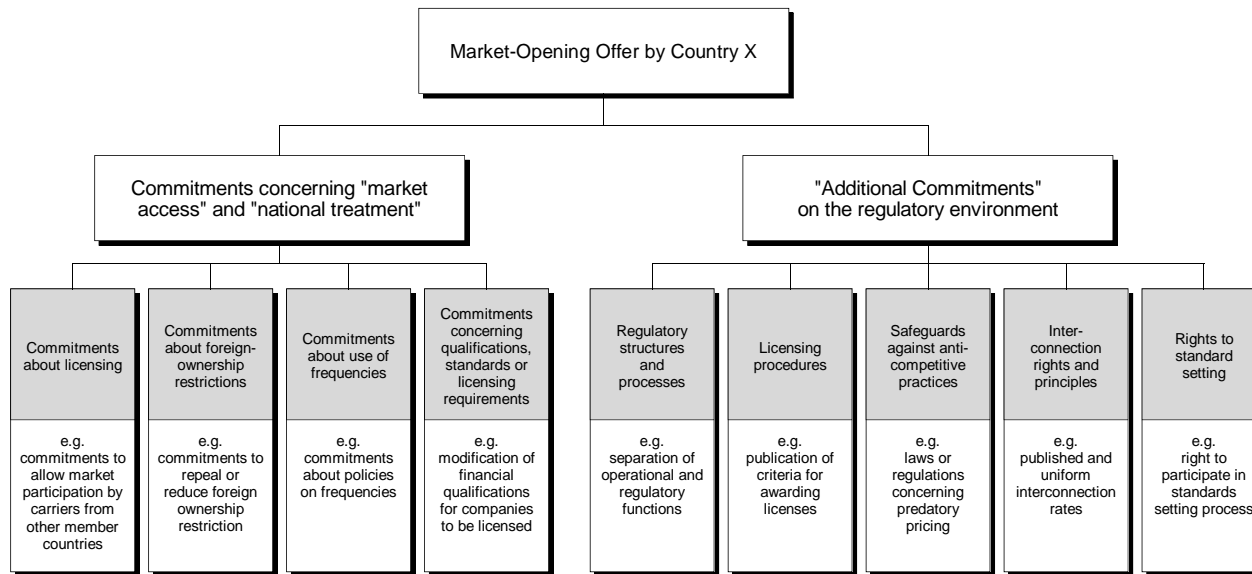 Market-Opening Offer by Country X
Commitments concerning "market
access" and "national treatment"
"Additional Commitments"
on the regulatory environment
Commitments
about licensing
Commitments
about foreign-
ownership
restrictions
Commitments
about use of
frequencies
Commitments
concerning
qualifications,
standards or
licensing
requirements
Regulatory
structures
and
processes
Licensing
procedures
Safeguards
against anti-
competitive
practices
Inter-
connection
rights and
principles
Rights to
standard
setting
e.g.
commitments to
allow market
participation by
carriers from
other member
countries
e.g.
commitments to
repeal or
reduce foreign
ownership
restriction
e.g.
commitments
about policies
on frequencies
e.g.
modification of
financial
qualifications
for companies
to be licensed
e.g.
separation of
operational and
regulatory
functions
e.g.
publication of
criteria for
awarding
licenses
e.g.
laws or
regulations
concerning
predatory
pricing
e.g.
published and
uniform
interconnection
rates
e.g.
right to
participate in
standards
setting process